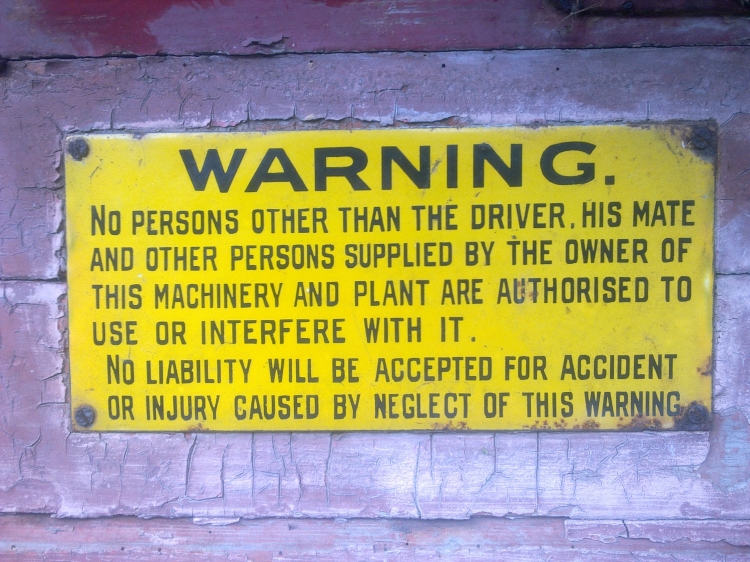 WARNING.
NO PERSONS OTHER THAN THE DRIVER, HIS MATE
AND OTHER PERSONS SUPPLIED BY THE OWNER OF
THIS MACHINERY AND PLANT ARE AUTHORISED TO
USE OR INTERFERE WITH IT.
NO LIABILITY WILL BE ACCEPTED FOR ACCIDENT
OR INJURY CAUSED BY NEGLECT OF THIS WARNING